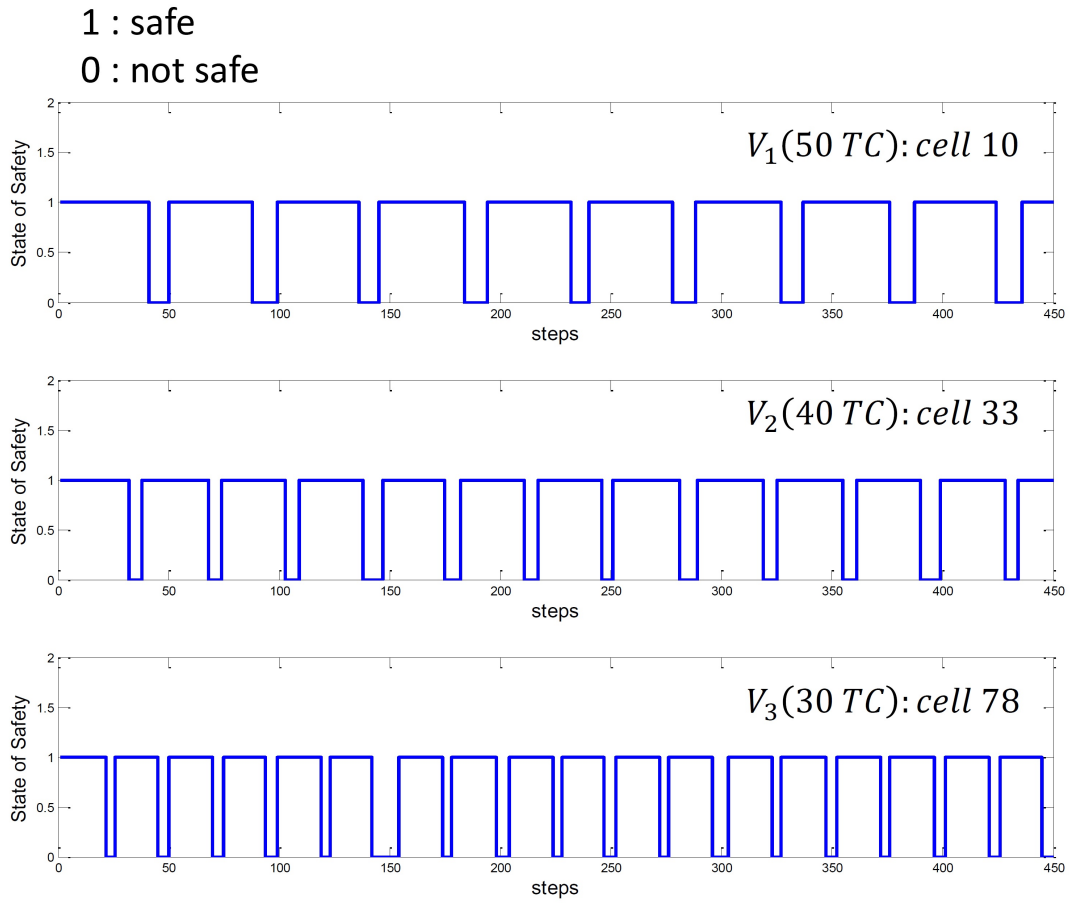 1 : safe
0 : not safe
2
1.5
1
0.5
0
State of Safety
V₁(50 TC): cell 10
0 50 100 150 200 250 300 350 400 450
steps
2
1.5
1
0.5
0
State of Safety
V₂(40 TC): cell 33
0 50 100 150 200 250 300 350 400 450
steps
2
1.5
1
0.5
0
State of Safety
V₃(30 TC): cell 78
0 50 100 150 200 250 300 350 400 450
steps